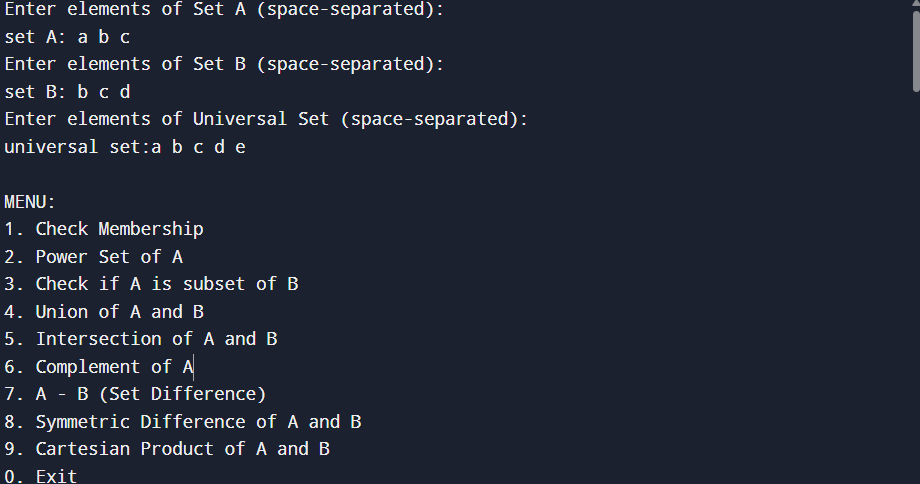 Enter elements of Set A (space-separated):
set A: a b c
Enter elements of Set B (space-separated):
set B: b c d
Enter elements of Universal Set (space-separated):
universal set:a b c d e
MENU:
1. Check Membership
2. Power Set of A
3. Check if A is subset of B
4. Union of A and B
5. Intersection of A and B
6. Complement of A
7. A - B (Set Difference)
8. Symmetric Difference of A and B
9. Cartesian Product of A and B
0. Exit